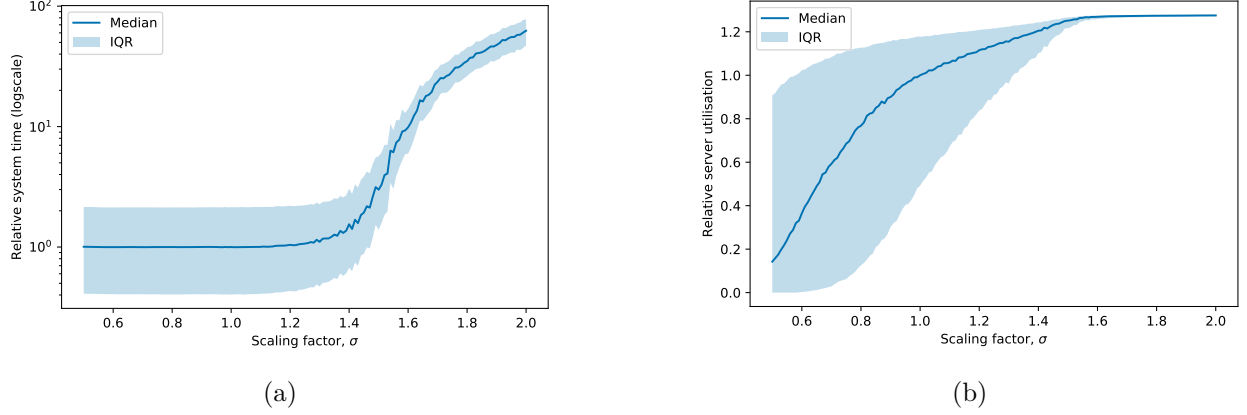 Relative system time (logscale)
10²
10¹
10⁰
Median
IQR
0.6 0.8 1.0 1.2 1.4 1.6 1.8 2.0
Scaling factor, σ
(a)
Relative server utilisation
1.2
1.0
0.8
0.6
0.4
0.2
0.0
Median
IQR
0.6 0.8 1.0 1.2 1.4 1.6 1.8 2.0
Scaling factor, σ
(b)